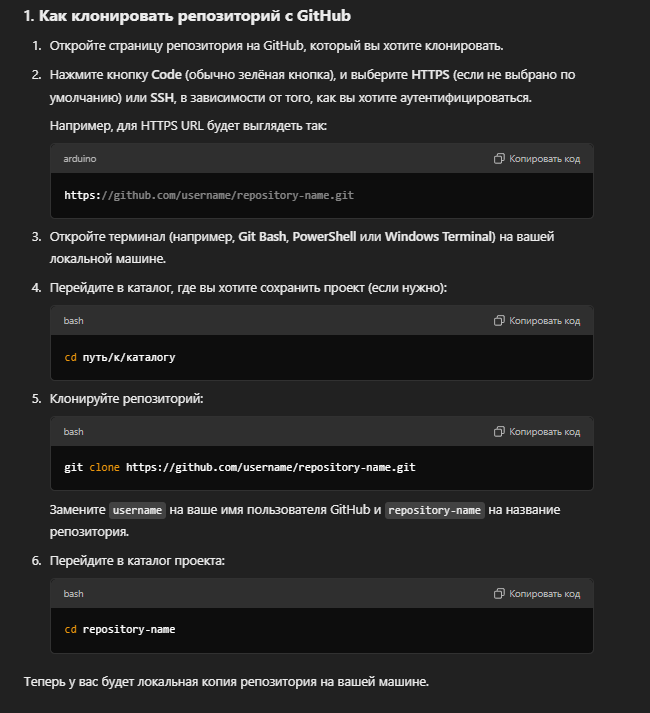 1. Как клонировать репозиторий с GitHub
1. Откройте страницу репозитория на GitHub, который вы хотите клонировать.
2. Нажмите кнопку Code (обычно зелёная кнопка), и выберите HTTPS (если не выбрано по
умолчанию) или SSH, в зависимости от того, как вы хотите аутентифицироваться.
Например, для HTTPS URL будет выглядеть так:
arduino Копировать код
https://github.com/username/repository-name.git
3. Откройте терминал (например, Git Bash, PowerShell или Windows Terminal) на вашей
локальной машине.
4. Перейдите в каталог, где вы хотите сохранить проект (если нужно):
bash Копировать код
cd путь/к/каталогу
5. Клонируйте репозиторий:
bash Копировать код
git clone https://github.com/username/repository-name.git
Замените username на ваше имя пользователя GitHub и repository-name на название
репозитория.
6. Перейдите в каталог проекта:
bash Копировать код
cd repository-name
Теперь у вас будет локальная копия репозитория на вашей машине.